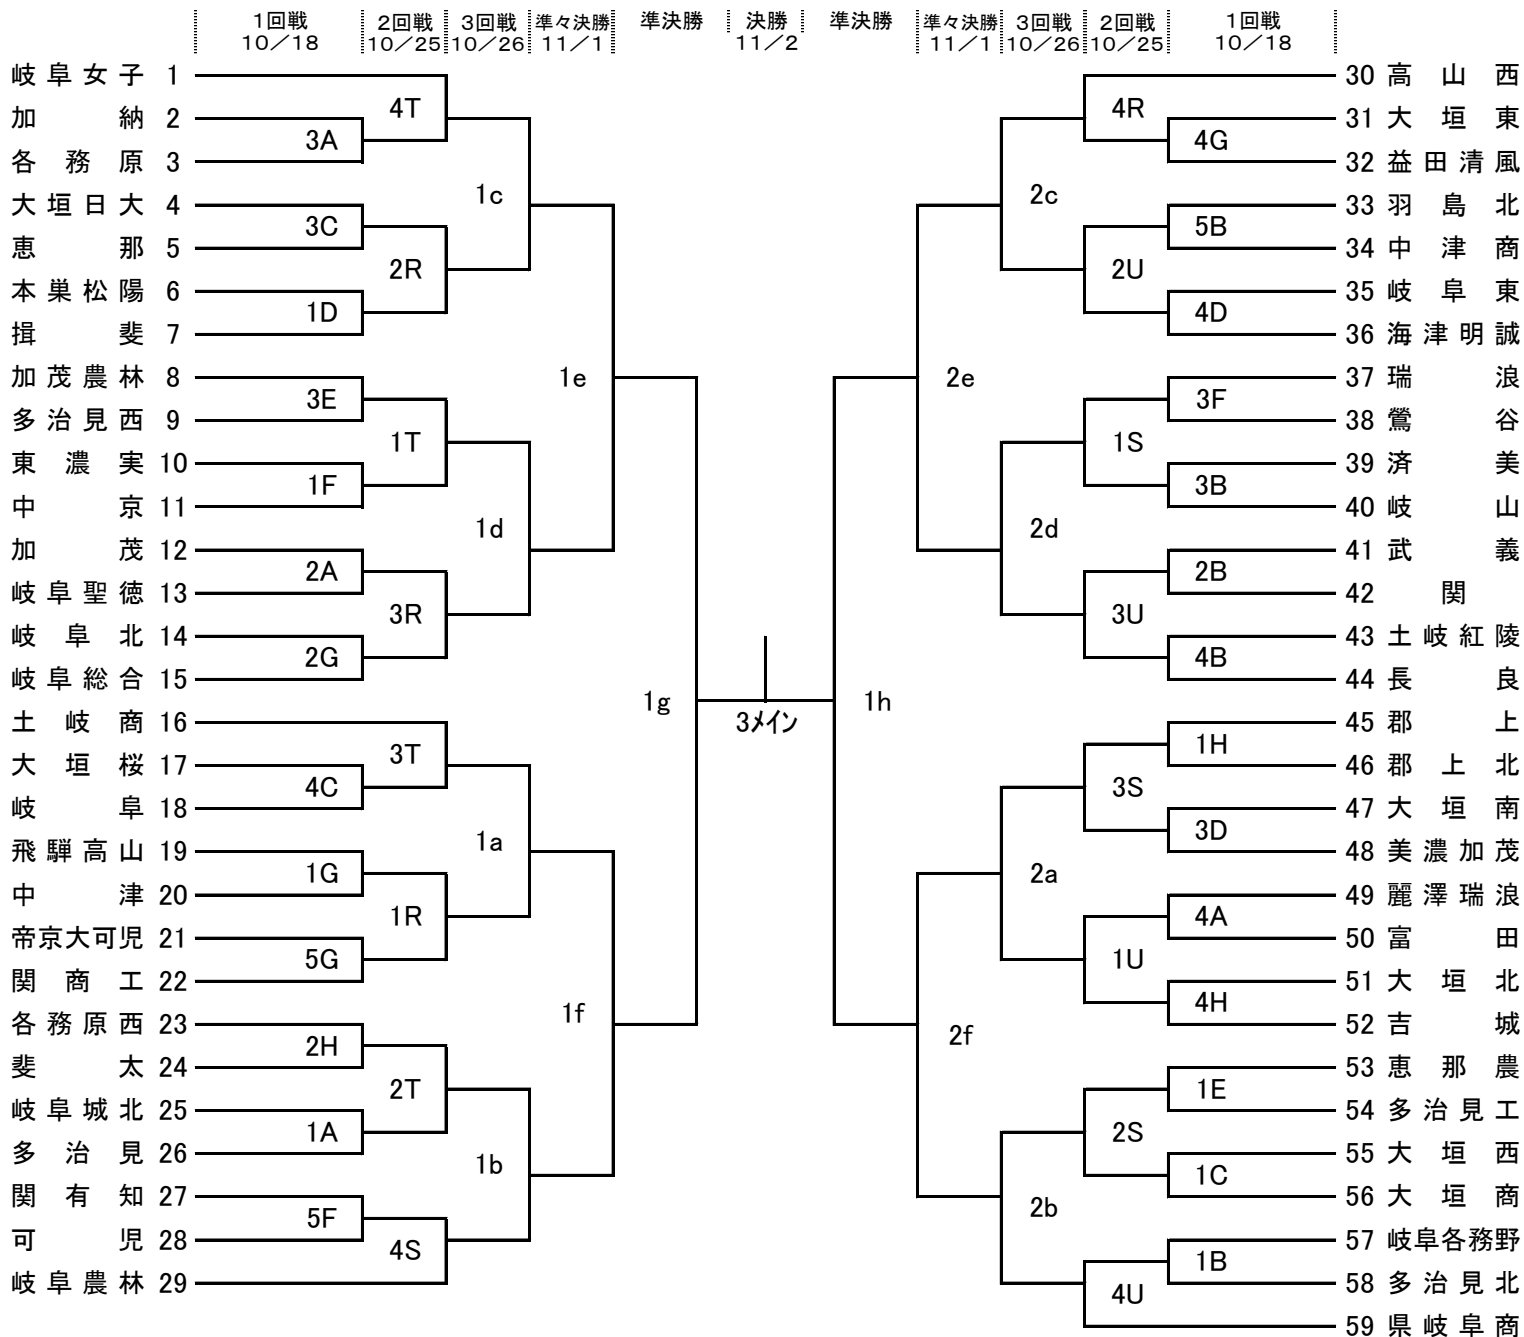 1回戦 2回戦 3回戦 準々決勝 準決勝 決勝 準決勝 準々決勝 3回戦 2回戦 1回戦
10／18 10／25 10／26 11／1 11／2 11／1 10／26 10／25 10／18
岐阜女子 1
加納 2
各務原 3
大垣日大 4
恵那 5
本巣松陽 6
揖斐 7
加茂農林 8
多治見西 9
東濃実 10
中京 11
加茂 12
岐阜聖徳 13
岐阜北 14
岐阜総合 15
土岐商 16
大垣桜 17
岐阜 18
飛騨高山 19
中津 20
帝京大可児 21
関商工 22
各務原西 23
斐太 24
岐阜城北 25
多治見 26
関有知 27
可児 28
岐阜農林 29
3A
3C
1D
3E
1F
2A
2G
4C
1G
5G
2H
1A
5F
4T
2R
1T
3R
3T
1R
2T
4S
1c
1d
1a
1b
1e
1f
1g
3メイン
1h
2e
2f
2c
2d
2a
2b
4R
2U
1S
3U
3S
1U
2S
4U
4G
5B
4D
3F
3B
2B
4B
1H
3D
4A
4H
1E
1C
1B
30 高山西
31 大垣東
32 益田清風
33 羽島北
34 中津商
35 岐阜東
36 海津明誠
37 瑞浪
38 鶯谷
39 済美
40 岐山
41 武義
42 関
43 土岐紅陵
44 長良
45 郡上
46 郡上北
47 大垣南
48 美濃加茂
49 麗澤瑞浪
50 富田
51 大垣北
52 吉城
53 恵那農
54 多治見工
55 大垣西
56 大垣商
57 岐阜各務野
58 多治見北
59 県岐阜商